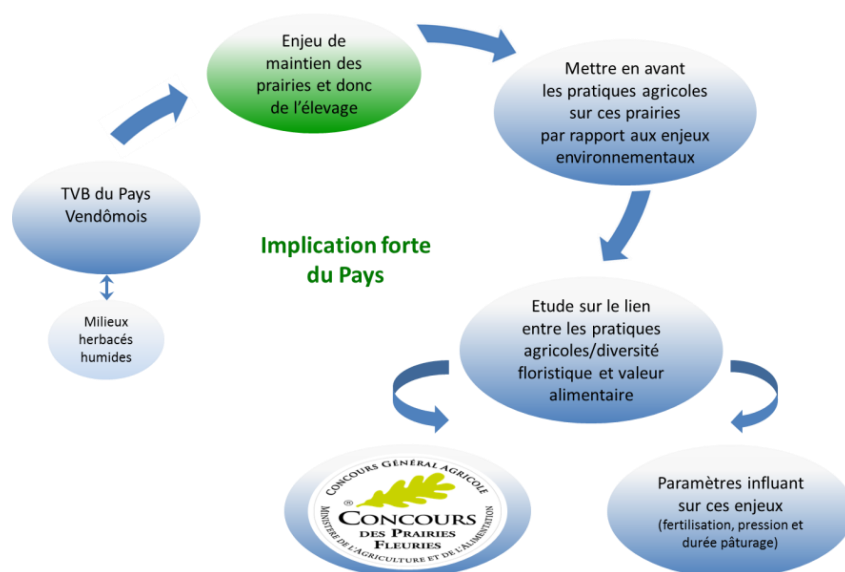 Enjeu de
maintien des
prairies et donc
de l'élevage
Mettre en avant
les pratiques agricoles
sur ces prairies
par rapport aux enjeux
environnementaux
TVB du Pays
Vendômois
Implication forte
du Pays
Milieux
herbacés
humides
Etude sur le lien
entre les pratiques
agricoles/diversité
floristique et valeur
alimentaire
CONCOURS GÉNÉRAL AGRICOLE
®
CONCOURS
DES PRAIRIES
FLEURIES
MINISTÈRE DE L'AGRICULTURE ET DE L'ALIMENTATION
Paramètres influant
sur ces enjeux
(fertilisation, pression et
durée pâturage)